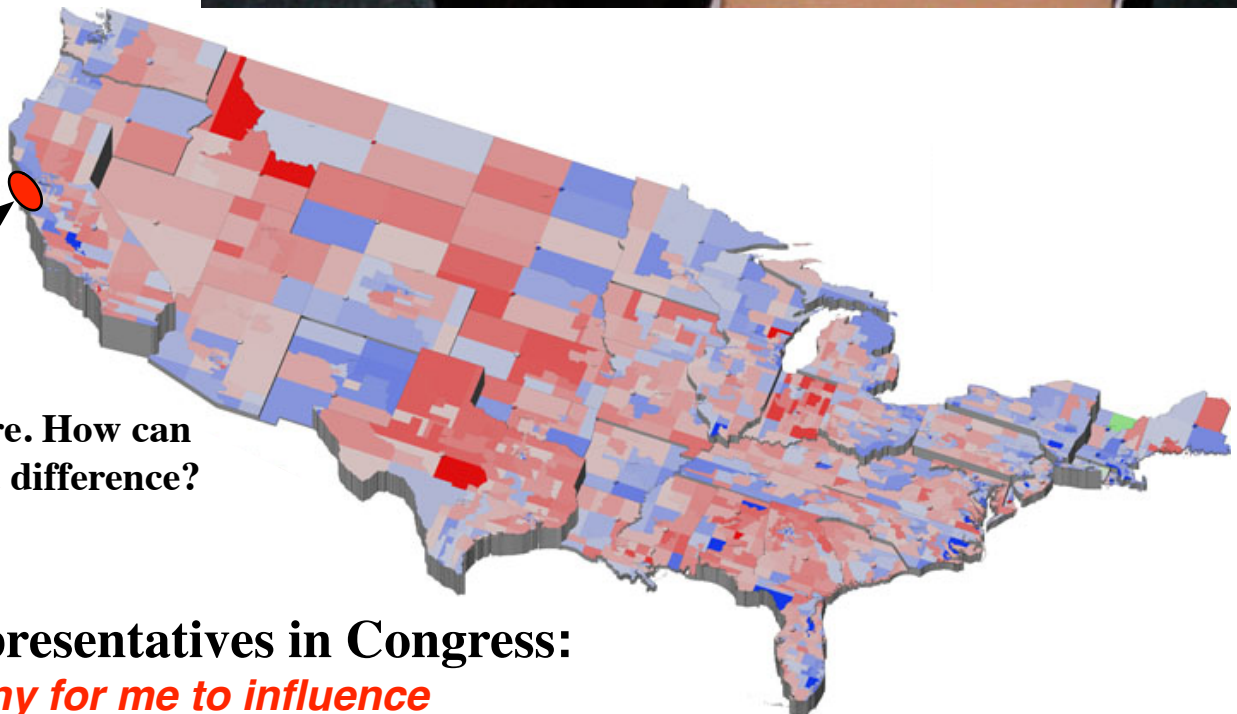 re. How can
difference?
presentatives in Congress:
ny for me to influence